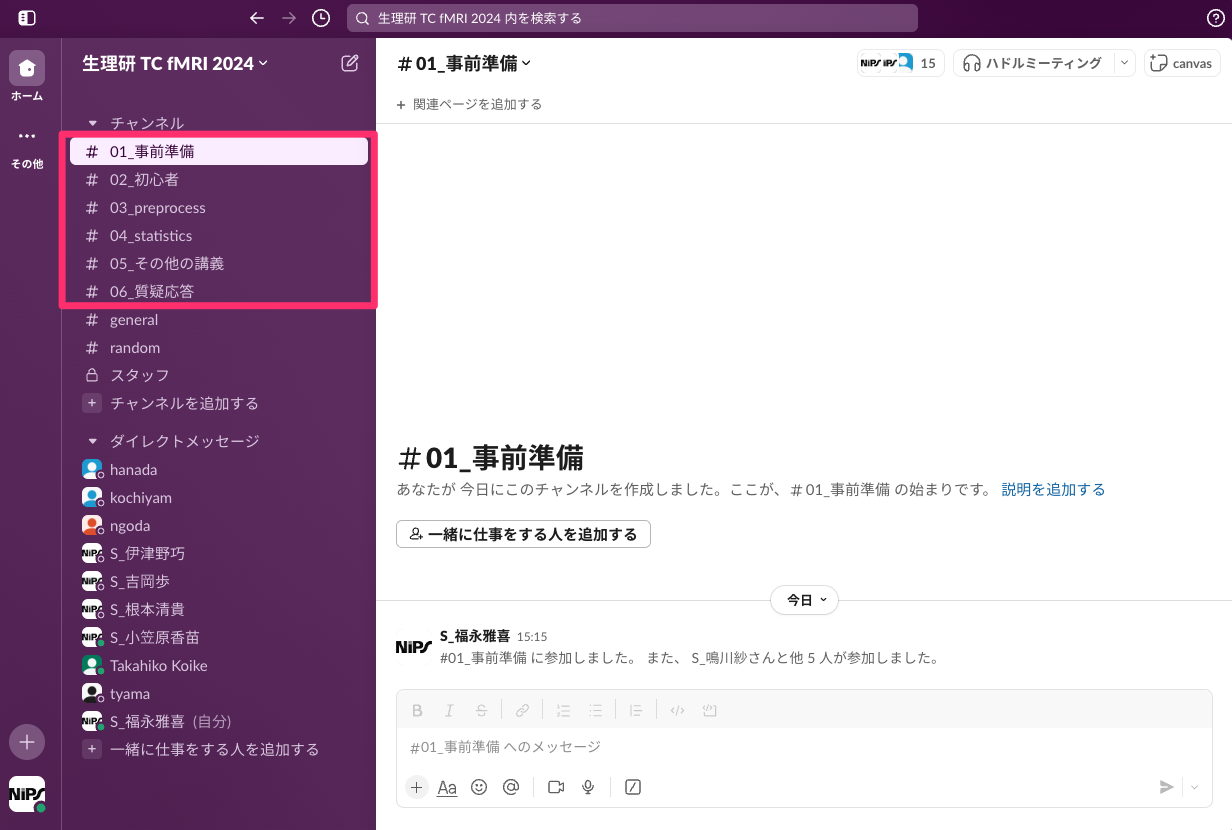 生理研 TC fMRI 2024 内を検索する
ホーム
その他
生理研 TC fMRI 2024
チャンネル
# 01_事前準備
# 02_初心者
# 03_preprocess
# 04_statistics
# 05_その他の講義
# 06_質疑応答
# general
# random
スタッフ
+ チャンネルを追加する
ダイレクトメッセージ
hanada
kochiyam
ngoda
NiPS S_伊津野巧
NiPS S_吉岡歩
NiPS S_根本清貴
NiPS S_小笠原香苗
Takahiko Koike
tyama
NiPS S_福永雅喜 (自分)
+ 一緒に仕事をする人を追加する
NiPS
# 01_事前準備
15
ハドルミーティング
canvas
+ 関連ページを追加する
# 01_事前準備
あなたが 今日にこのチャンネルを作成しました。ここが、# 01_事前準備 の始まりです。 説明を追加する
一緒に仕事をする人を追加する
今日
NiPS
S_福永雅喜 15:15
#01_事前準備 に参加しました。 また、 S_鳴川紗さんと他 5 人が参加しました。
B I S
#01_事前準備 へのメッセージ
+ Aa @